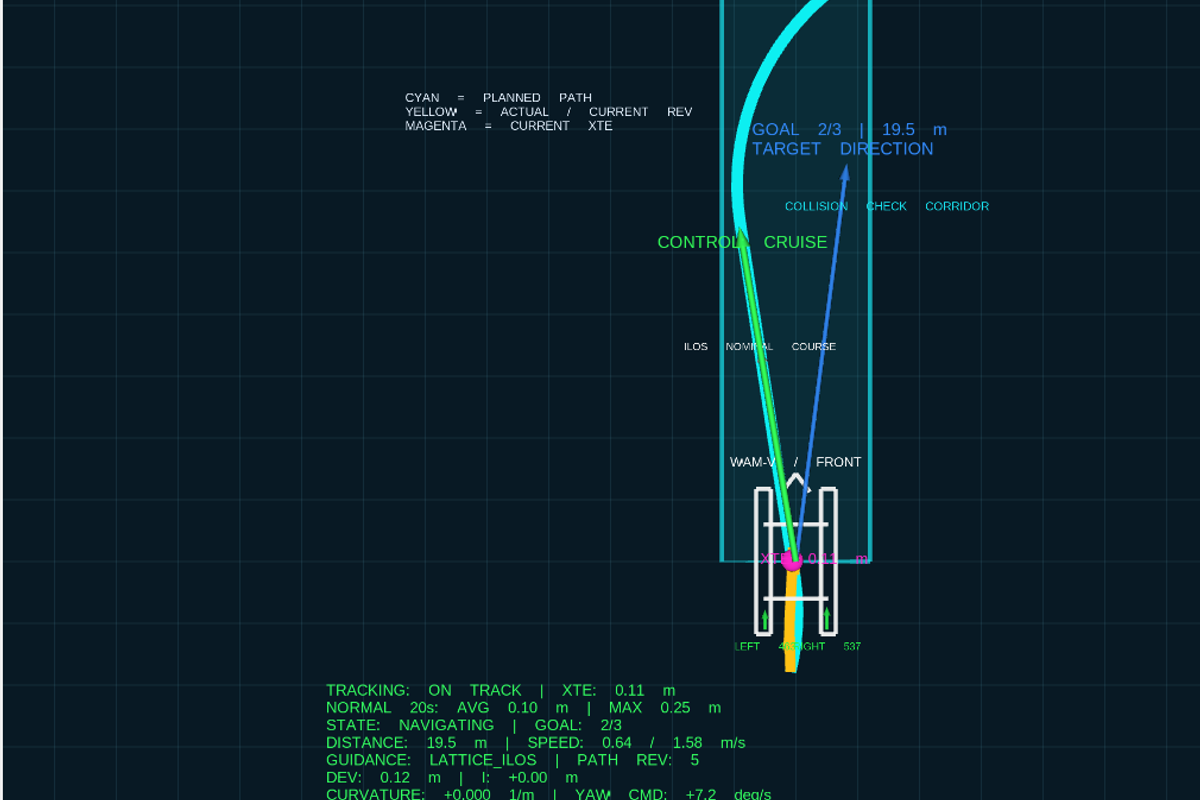 CYAN = PLANNED PATH
YELLOW = ACTUAL / CURRENT REV
MAGENTA = CURRENT XTE
GOAL 2/3 | 19.5 m
TARGET DIRECTION
COLLISION CHECK CORRIDOR
CONTROL CRUISE
ILOS NOMINAL COURSE
WAM-V / FRONT
XTE 0.11 m
LEFT RIGHT 537
TRACKING: ON TRACK | XTE: 0.11 m
NORMAL 20s: AVG 0.10 m | MAX 0.25 m
STATE: NAVIGATING | GOAL: 2/3
DISTANCE: 19.5 m | SPEED: 0.64 / 1.58 m/s
GUIDANCE: LATTICE_ILOS | PATH REV: 5
DEV: 0.12 m | I: +0.00 m
CURVATURE: +0.000 1/m | YAW CMD: +7.2 deg/s